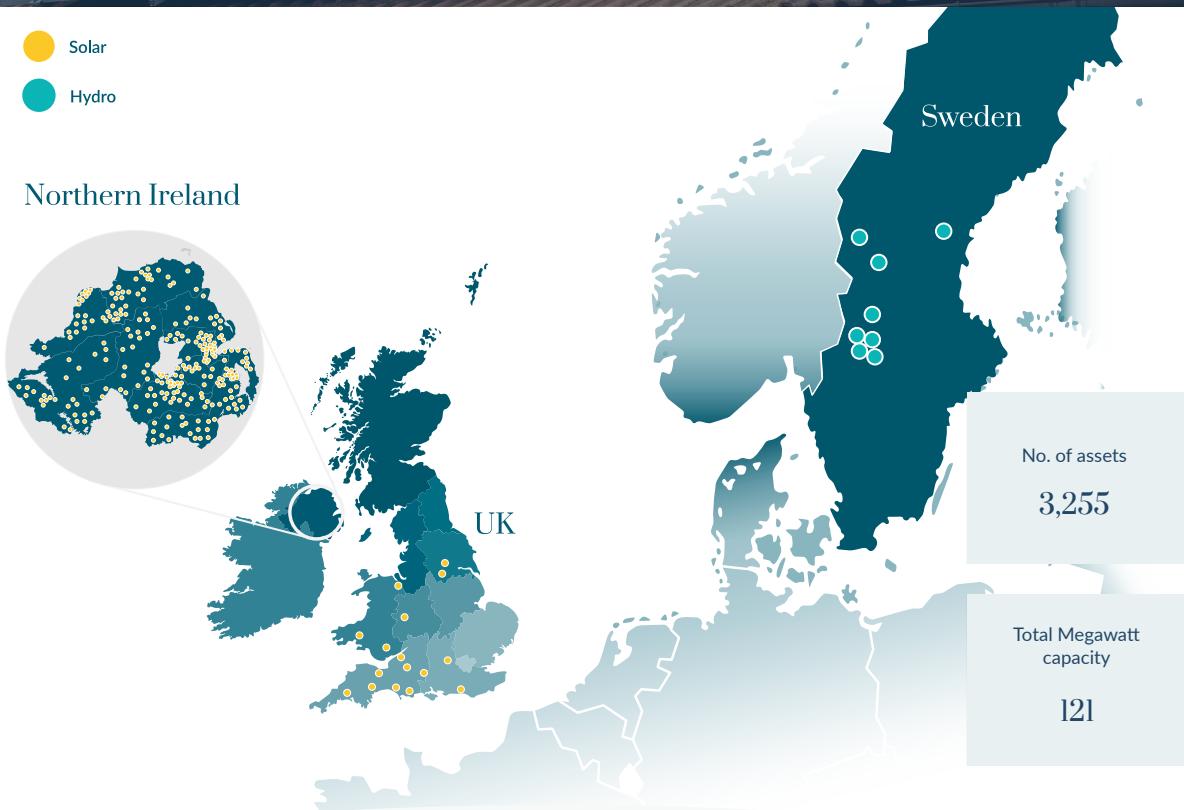 Solar
Hydro
Northern Ireland
Sweden
UK
No. of assets
3,255
Total Megawatt
capacity
121